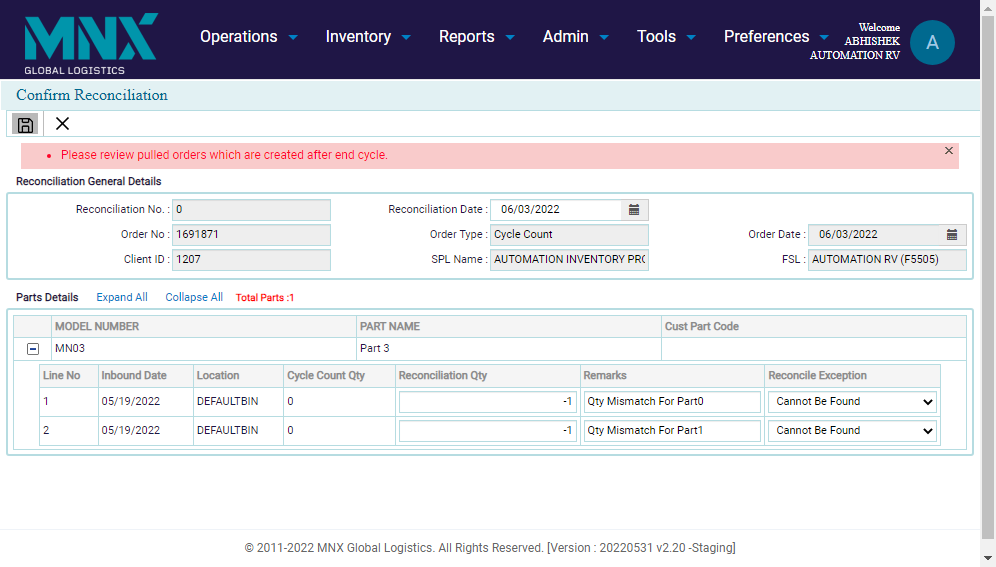 MNX
GLOBAL LOGISTICS
Operations Inventory Reports Admin Tools Preferences
Welcome
ABHISHEK
AUTOMATION RV
A
Confirm Reconciliation
Please review pulled orders which are created after end cycle.
Reconciliation General Details
Reconciliation No. : 0 Reconciliation Date : 06/03/2022
Order No : 1691871 Order Type : Cycle Count Order Date : 06/03/2022
Client ID : 1207 SPL Name : AUTOMATION INVENTORY PRO FSL : AUTOMATION RV (F5505)
Parts Details Expand All Collapse All Total Parts :1
MODEL NUMBER PART NAME Cust Part Code
MN03 Part 3
Line No Inbound Date Location Cycle Count Qty Reconciliation Qty Remarks Reconcile Exception
1 05/19/2022 DEFAULTBIN 0 -1 Qty Mismatch For Part0 Cannot Be Found
2 05/19/2022 DEFAULTBIN 0 -1 Qty Mismatch For Part1 Cannot Be Found
© 2011-2022 MNX Global Logistics. All Rights Reserved. [Version : 20220531 v2.20 -Staging]